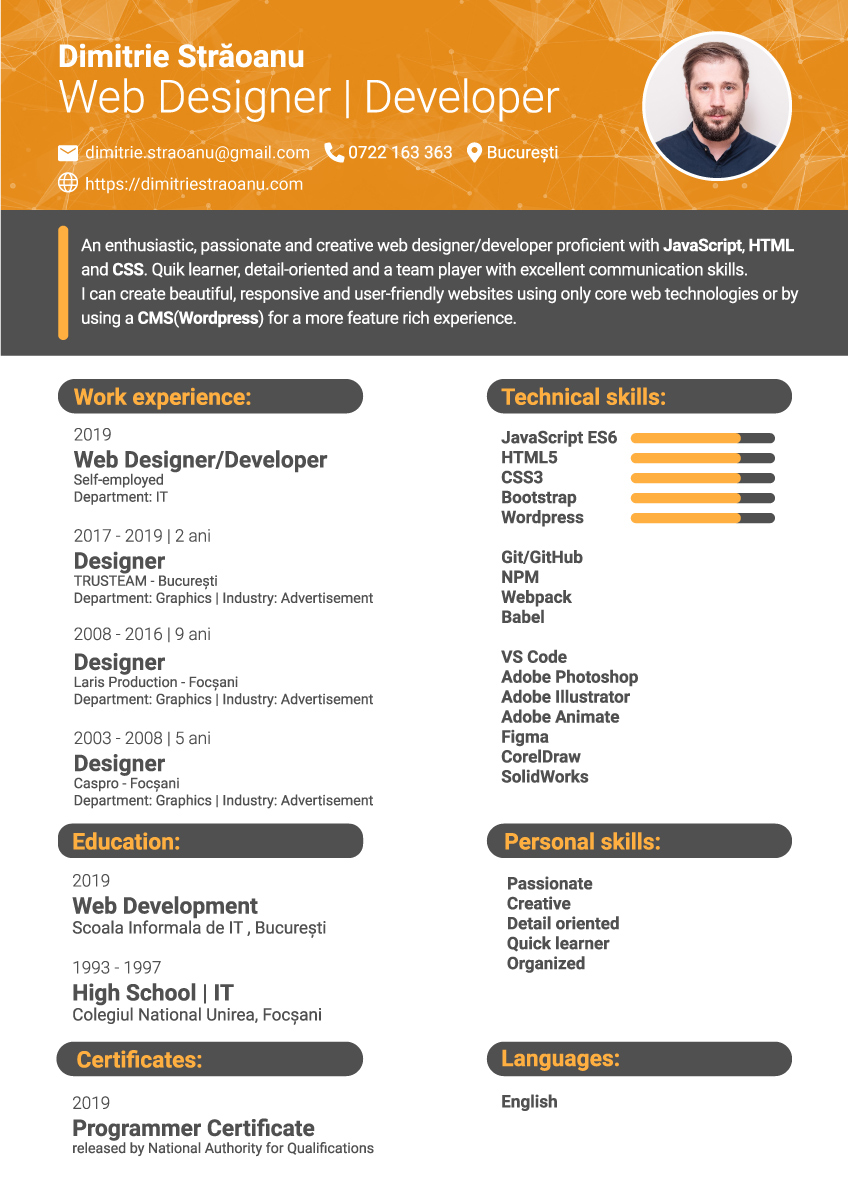 Dimitrie Străoanu
Web Designer | Developer
dimitrie.straoanu@gmail.com 0722 163 363 București
https://dimitriestraoanu.com
An enthusiastic, passionate and creative web designer/developer proficient with JavaScript, HTML
and CSS. Quik learner, detail-oriented and a team player with excellent communication skills.
I can create beautiful, responsive and user-friendly websites using only core web technologies or by
using a CMS(Wordpress) for a more feature rich experience.
Work experience:
2019
Web Designer/Developer
Self-employed
Department: IT
2017 - 2019 | 2 ani
Designer
TRUSTEAM - București
Department: Graphics | Industry: Advertisement
2008 - 2016 | 9 ani
Designer
Laris Production - Focșani
Department: Graphics | Industry: Advertisement
2003 - 2008 | 5 ani
Designer
Caspro - Focșani
Department: Graphics | Industry: Advertisement
Education:
2019
Web Development
Scoala Informala de IT , București
1993 - 1997
High School | IT
Colegiul National Unirea, Focșani
Certificates:
2019
Programmer Certificate
released by National Authority for Qualifications
Technical skills:
JavaScript ES6
HTML5
CSS3
Bootstrap
Wordpress
Git/GitHub
NPM
Webpack
Babel
VS Code
Adobe Photoshop
Adobe Illustrator
Adobe Animate
Figma
CorelDraw
SolidWorks
Personal skills:
Passionate
Creative
Detail oriented
Quick learner
Organized
Languages:
English